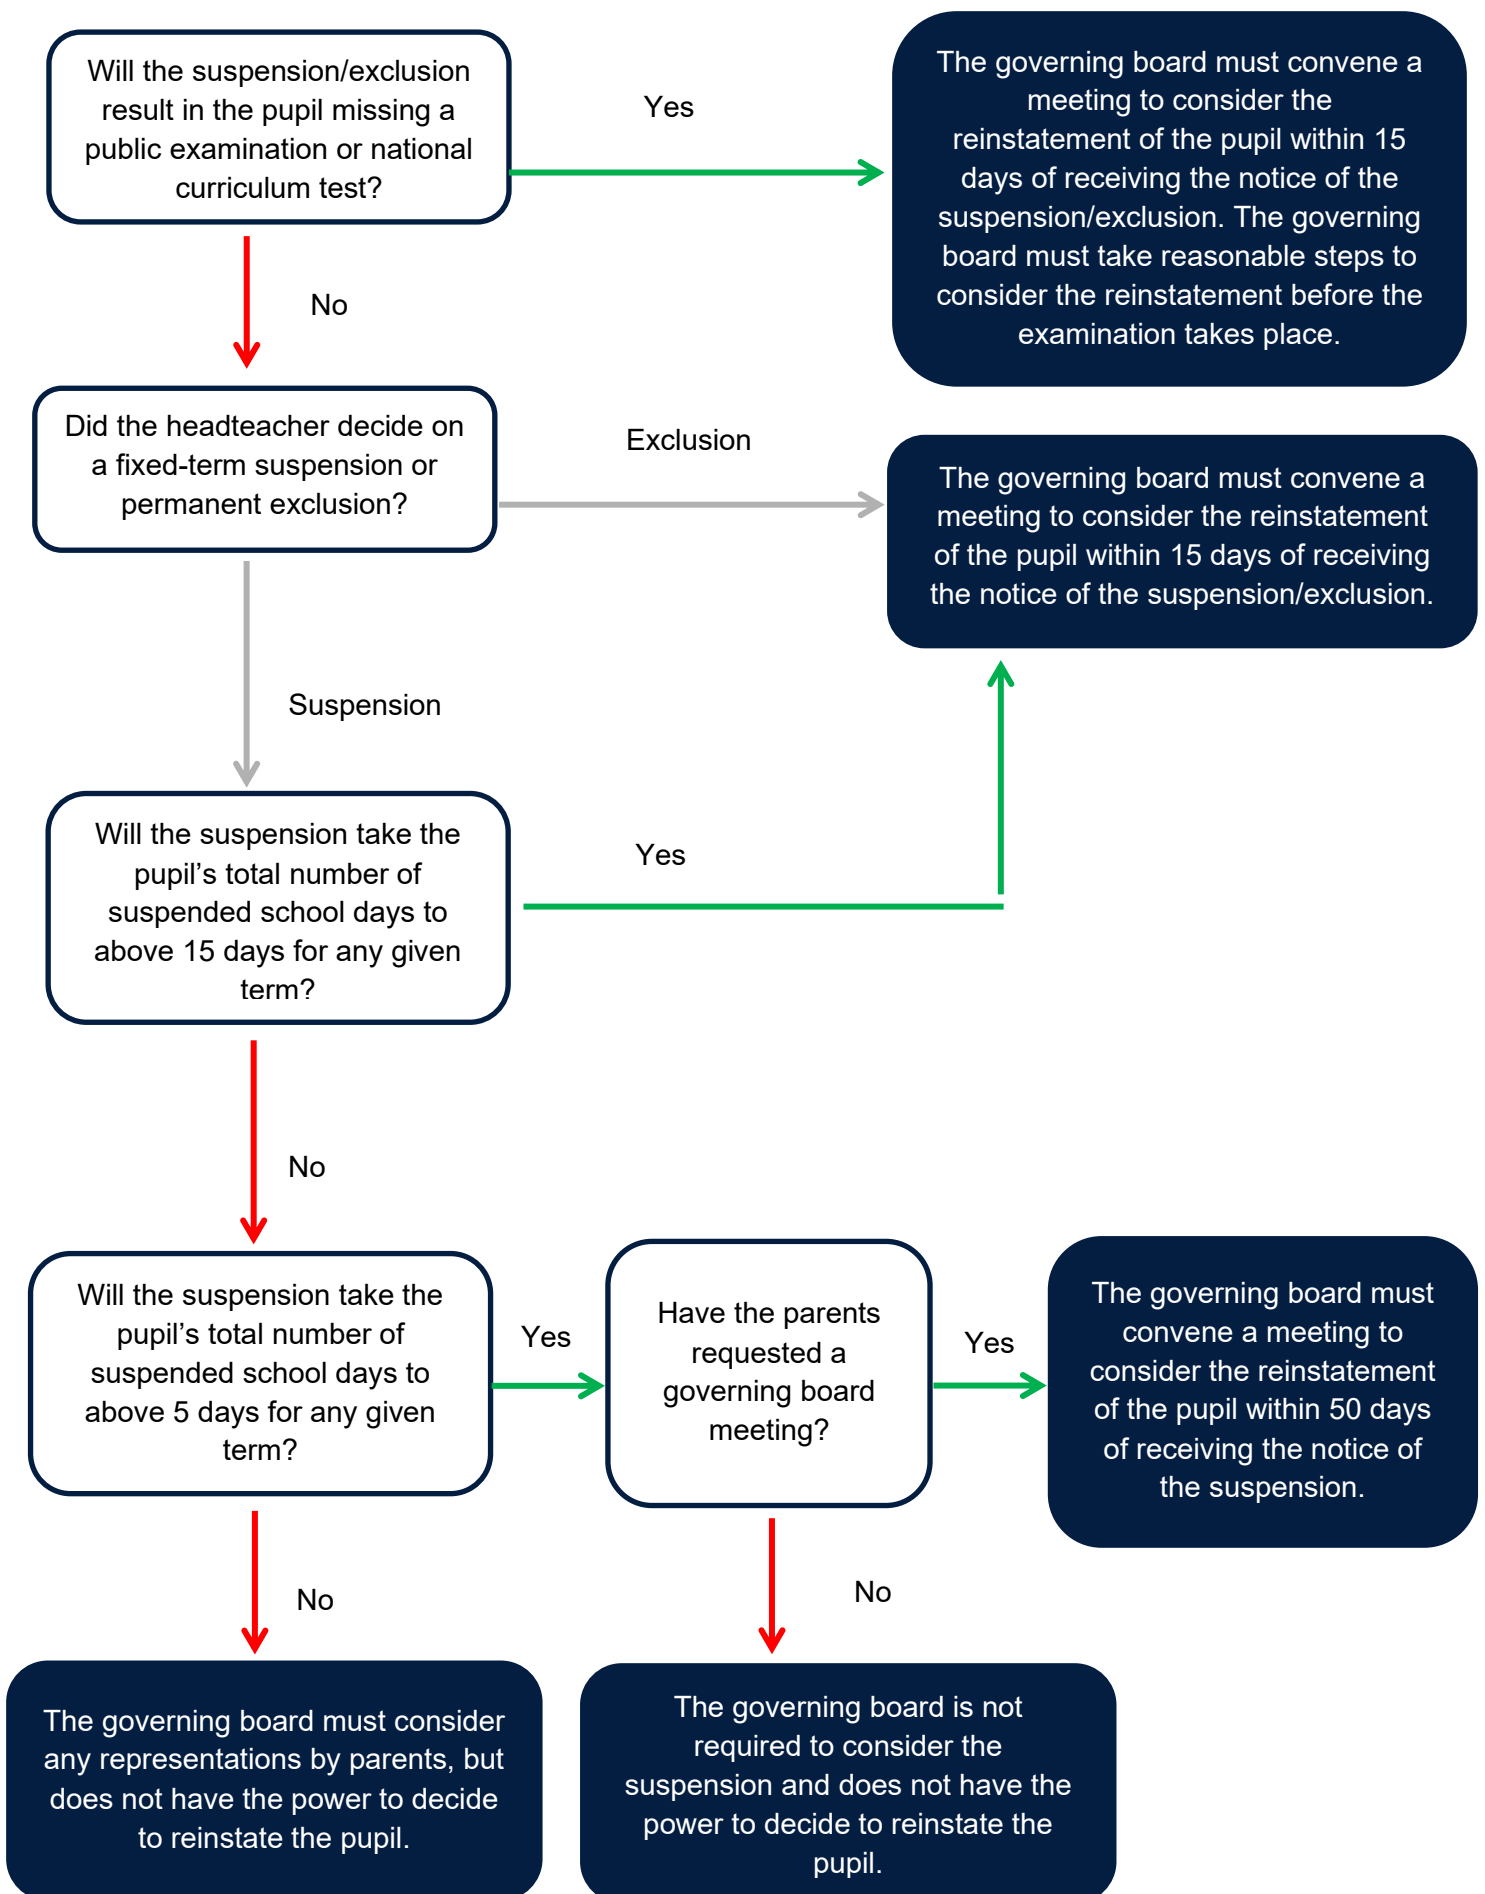 Will the suspension/exclusion
result in the pupil missing a
public examination or national
curriculum test?
Yes
The governing board must convene a
meeting to consider the
reinstatement of the pupil within 15
days of receiving the notice of the
suspension/exclusion. The governing
board must take reasonable steps to
consider the reinstatement before the
examination takes place.
No
Did the headteacher decide on
a fixed-term suspension or
permanent exclusion?
Exclusion
The governing board must convene a
meeting to consider the reinstatement
of the pupil within 15 days of receiving
the notice of the suspension/exclusion.
Suspension
Will the suspension take the
pupil’s total number of
suspended school days to
above 15 days for any given
term?
Yes
No
Will the suspension take the
pupil’s total number of
suspended school days to
above 5 days for any given
term?
Yes
Have the parents
requested a
governing board
meeting?
Yes
The governing board must
convene a meeting to
consider the reinstatement
of the pupil within 50 days
of receiving the notice of
the suspension.
No
No
The governing board must consider
any representations by parents, but
does not have the power to decide
to reinstate the pupil.
The governing board is not
required to consider the
suspension and does not have the
power to decide to reinstate the
pupil.